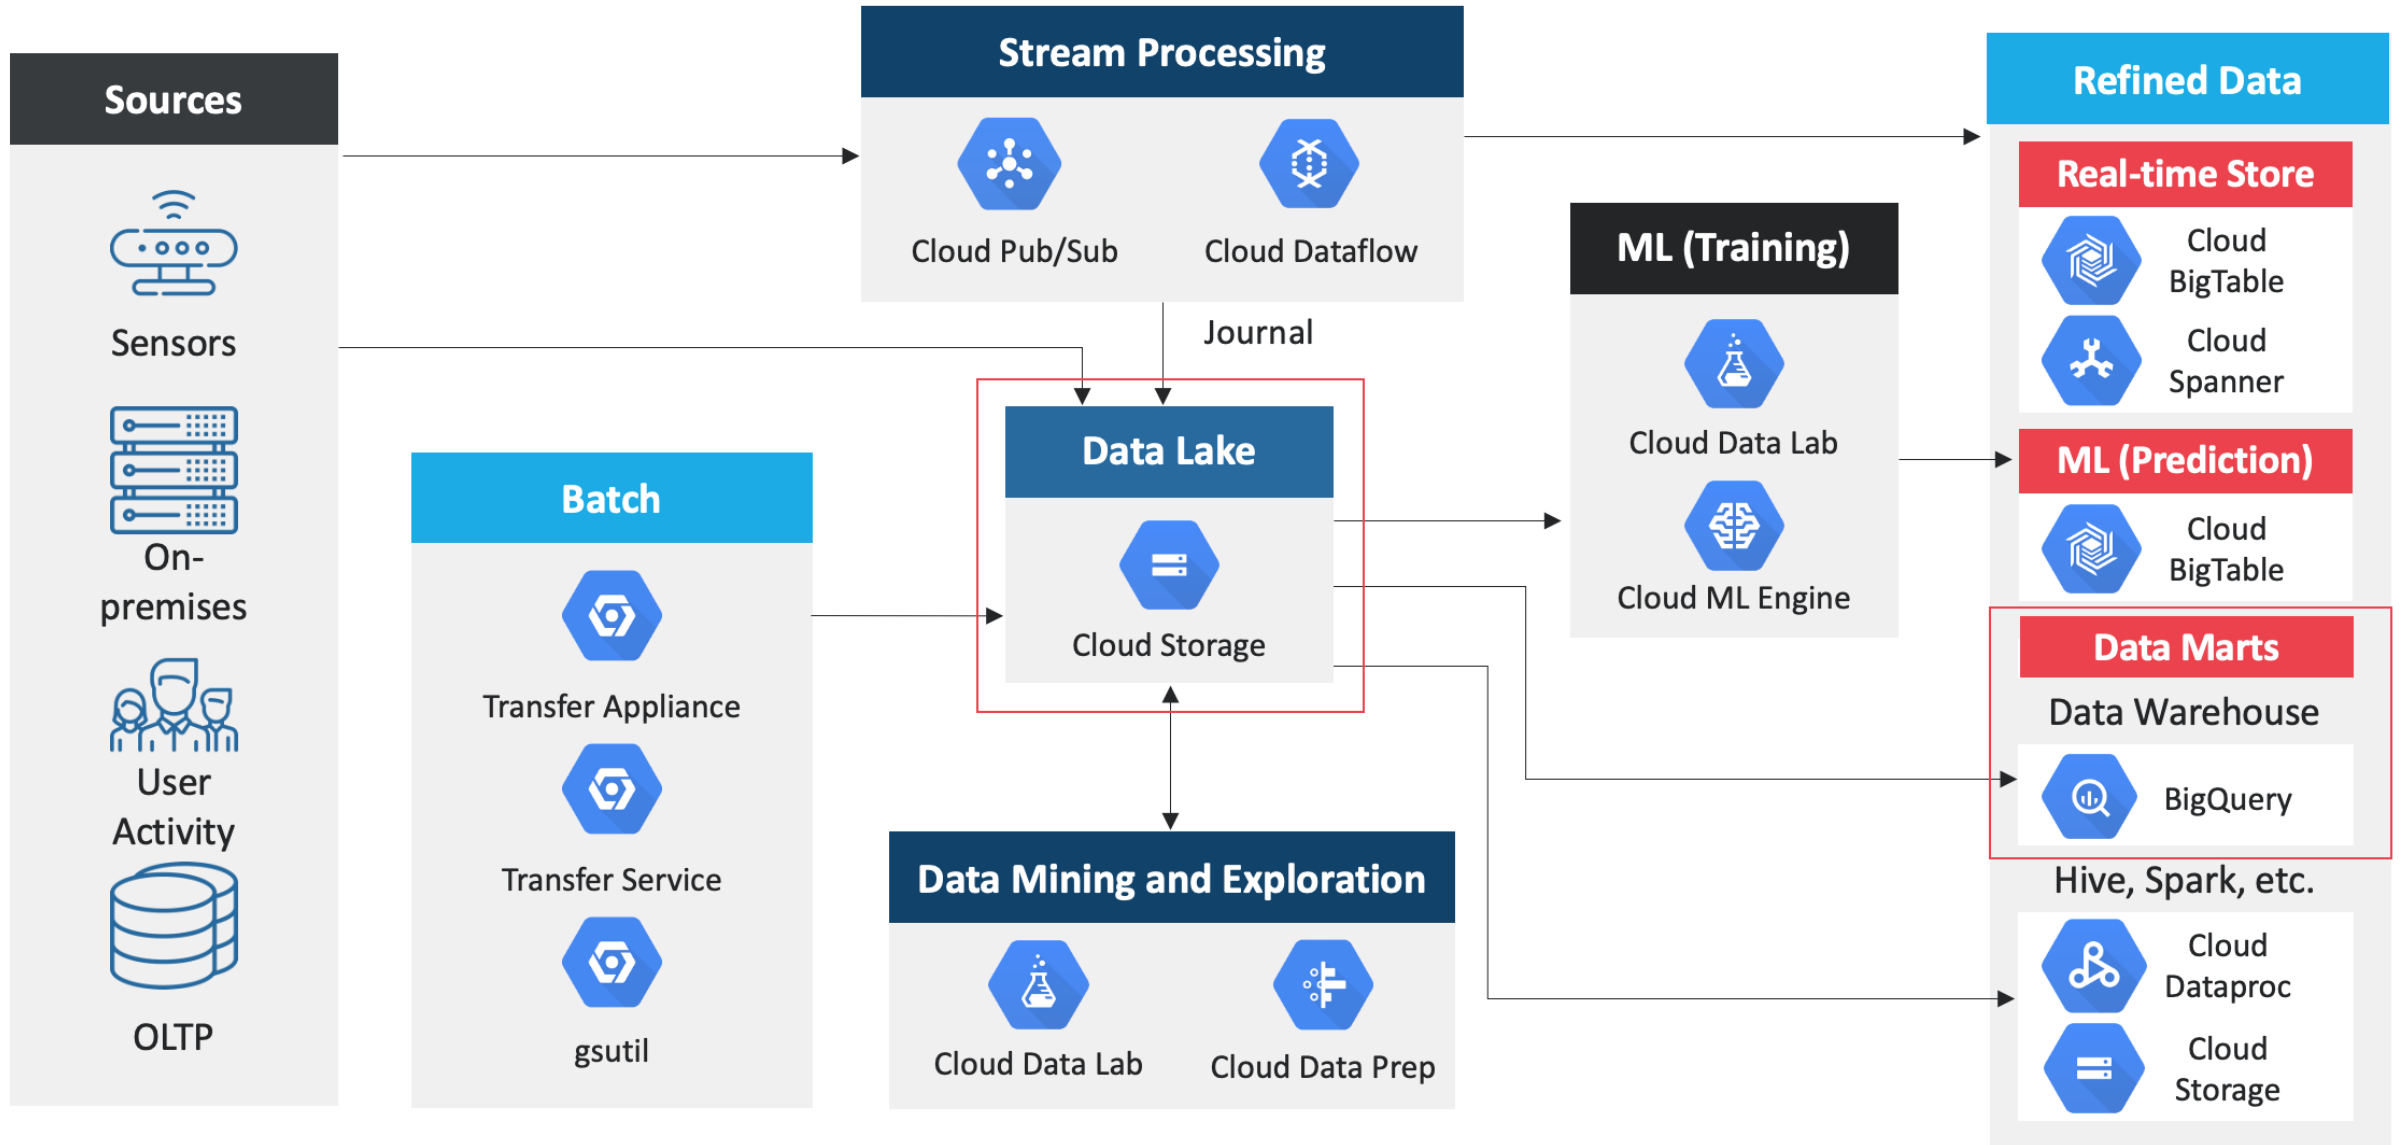 Sources
Sensors
On-
premises
User
Activity
OLTP
Batch
Transfer Appliance
Transfer Service
gsutil
Stream Processing
Cloud Pub/Sub
Cloud Dataflow
Journal
Data Lake
Cloud Storage
Data Mining and Exploration
Cloud Data Lab
Cloud Data Prep
ML (Training)
Cloud Data Lab
Cloud ML Engine
Refined Data
Real-time Store
Cloud
BigTable
Cloud
Spanner
ML (Prediction)
Cloud
BigTable
Data Marts
Data Warehouse
BigQuery
Hive, Spark, etc.
Cloud
Dataproc
Cloud
Storage